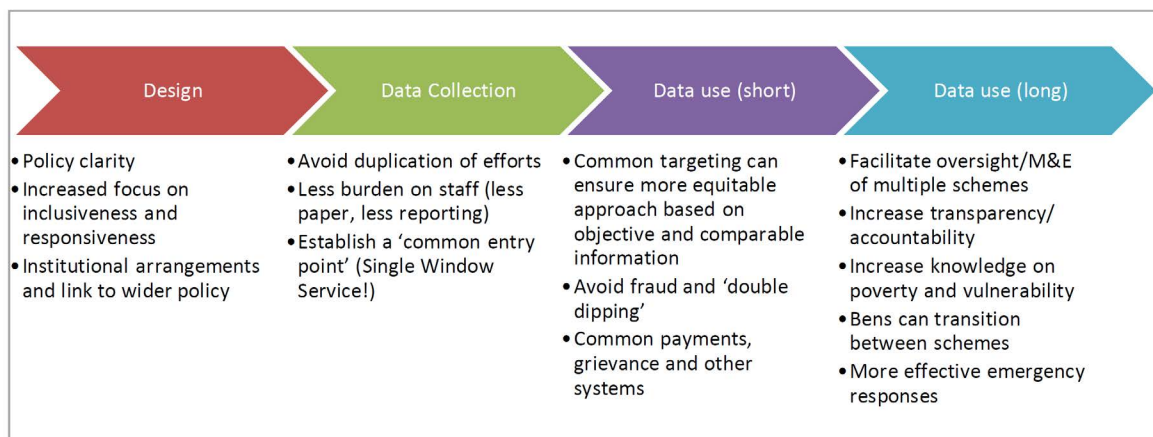 Design
Data Collection
Data use (short)
Data use (long)
•Policy clarity
•Increased focus on
inclusiveness and
responsiveness
•Institutional arrangements
and link to wider policy
•Avoid duplication of efforts
•Less burden on staff (less
paper, less reporting)
•Establish a ‘common entry
point’ (Single Window
Service!)
•Common targeting can
ensure more equitable
approach based on
objective and comparable
information
•Avoid fraud and ‘double
dipping’
•Common payments,
grievance and other
systems
•Facilitate oversight/M&E
of multiple schemes
•Increase transparency/
accountability
•Increase knowledge on
poverty and vulnerability
•Bens can transition
between schemes
•More effective emergency
responses